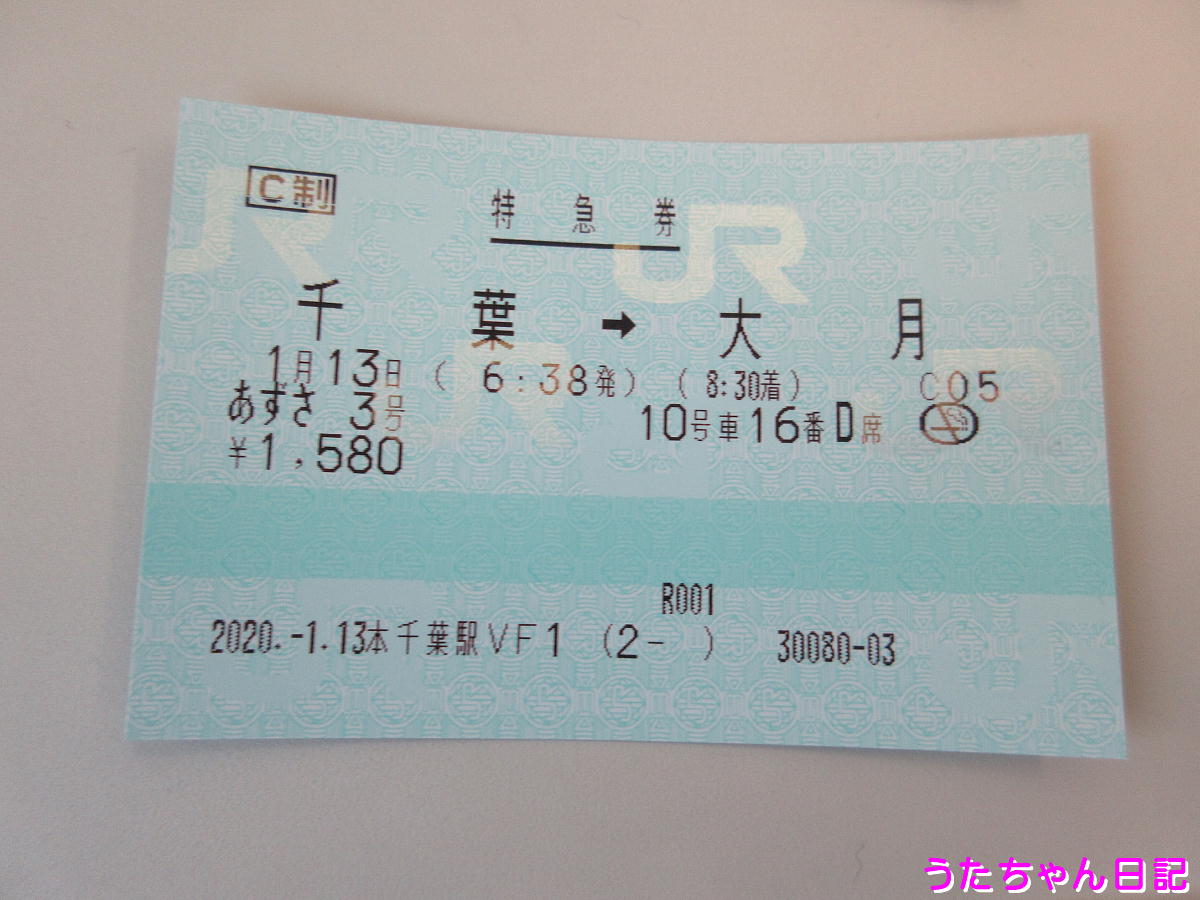 C制
特急券
JR
千葉 → 大月
1月13日 ( 6:38発) ( 8:30着) C05
あずさ 3号 10号車16番D席
¥1,580
R001
2020.-1.13本千葉駅VF1 (2- ) 30080-03
うたちゃん日記